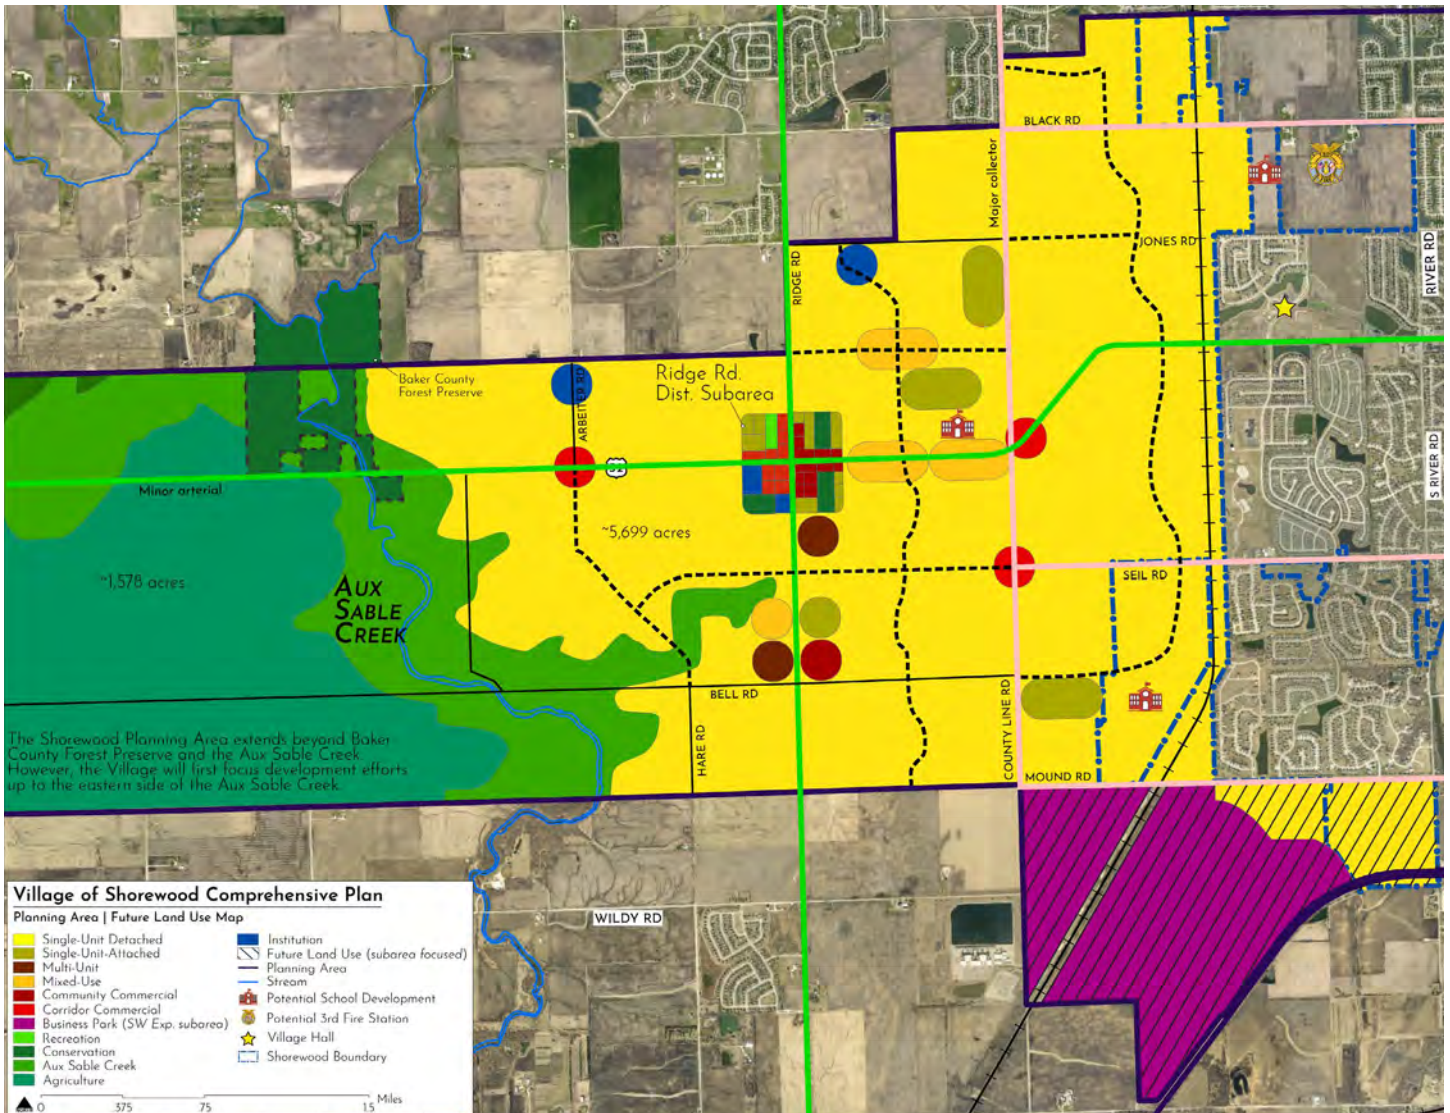 BLACK RD
Major collector
JONES RD
RIDGE RD
RIVER RD
Baker County
Forest Preserve
ARBEITER RD
Ridge Rd.
Dist. Subarea
52
Minor arterial
S RIVER RD
~5,699 acres
~1,578 acres
SEIL RD
AUX
SABLE
CREEK
BELL RD
HARE RD
COUNTY LINE RD
MOUND RD
The Shorewood Planning Area extends beyond Baker
County Forest Preserve and the Aux Sable Creek.
However, the Village will first focus development efforts
up to the eastern side of the Aux Sable Creek.
WILDY RD
Village of Shorewood Comprehensive Plan
Planning Area | Future Land Use Map
Single-Unit Detached
Single-Unit-Attached
Multi-Unit
Mixed-Use
Community Commercial
Corridor Commercial
Business Park (SW Exp. subarea)
Recreation
Conservation
Aux Sable Creek
Agriculture
Institution
Future Land Use (subarea focused)
Planning Area
Stream
Potential School Development
Potential 3rd Fire Station
Village Hall
Shorewood Boundary
0 .375 .75 1.5 Miles